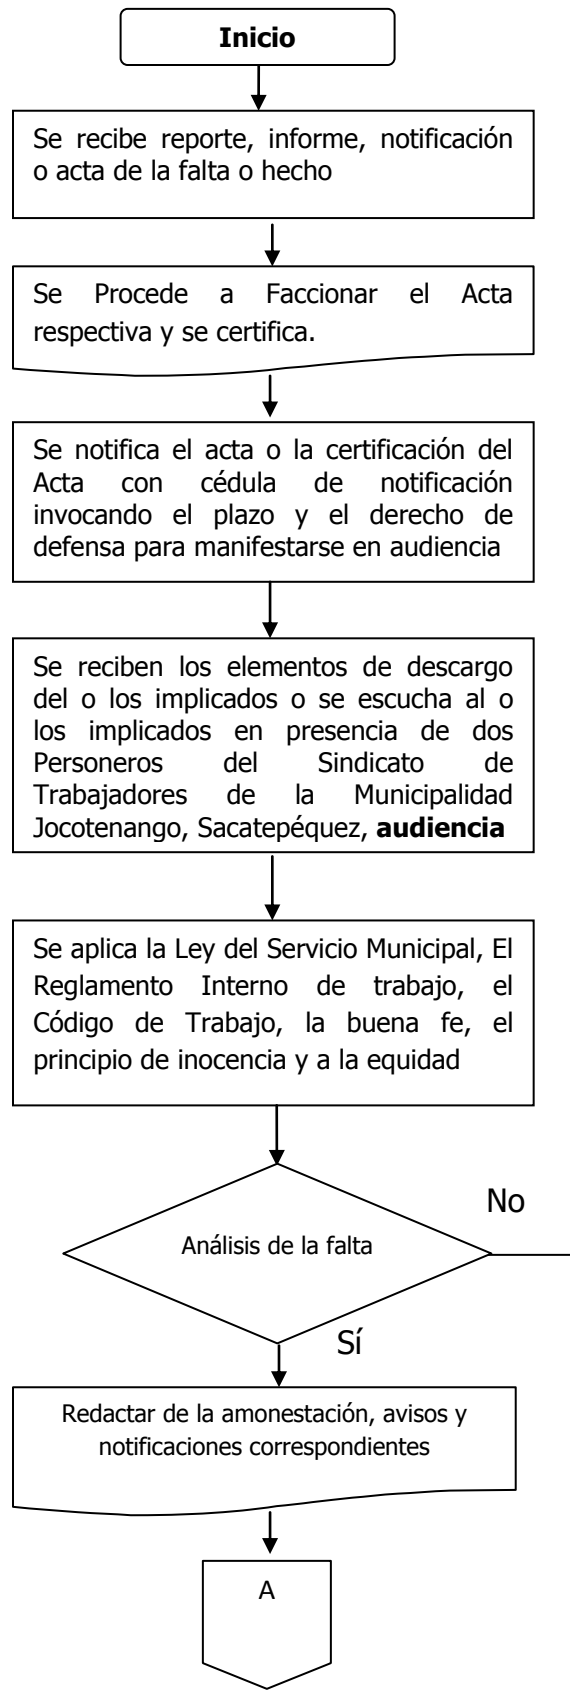 Inicio
Se recibe reporte, informe, notificación
o acta de la falta o hecho
Se Procede a Faccionar el Acta
respectiva y se certifica.
Se notifica el acta o la certificación del
Acta con cédula de notificación
invocando el plazo y el derecho de
defensa para manifestarse en audiencia
Se reciben los elementos de descargo
del o los implicados o se escucha al o
los implicados en presencia de dos
Personeros del Sindicato de
Trabajadores de la Municipalidad
Jocotenango, Sacatepéquez, audiencia
Se aplica la Ley del Servicio Municipal, El
Reglamento Interno de trabajo, el
Código de Trabajo, la buena fe, el
principio de inocencia y a la equidad
No
Análisis de la falta
Sí
Redactar de la amonestación, avisos y
notificaciones correspondientes
A